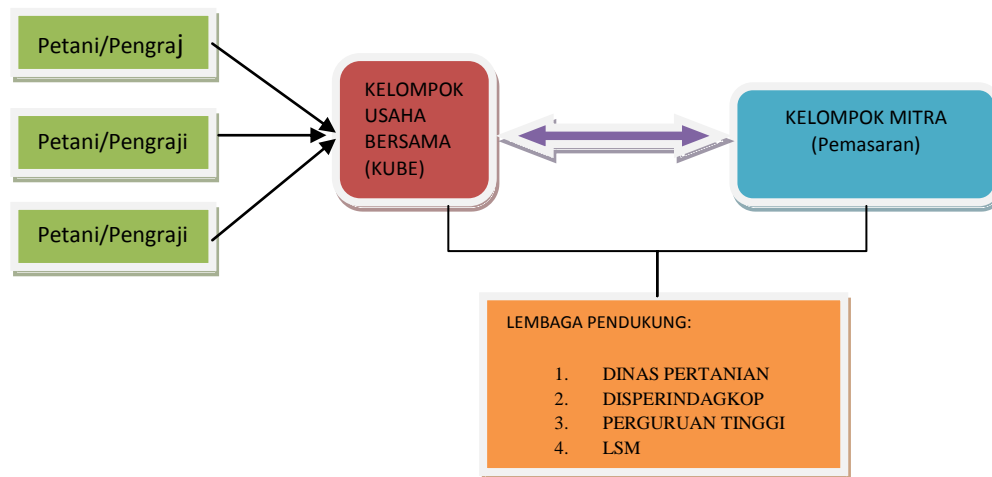 Petani/Pengraj
Petani/Pengraji
Petani/Pengraji
KELOMPOK
USAHA
BERSAMA
(KUBE)
KELOMPOK MITRA
(Pemasaran)
LEMBAGA PENDUKUNG:
1. DINAS PERTANIAN
2. DISPERINDAGKOP
3. PERGURUAN TINGGI
4. LSM